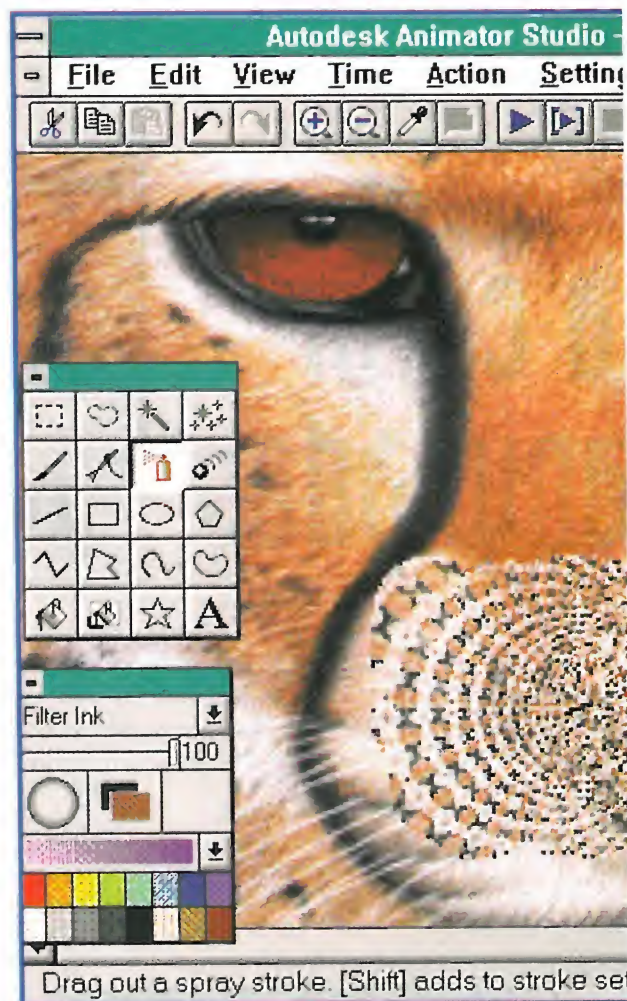 Autodesk Animator Studio -
File Edit View Time Action Setting
Filter Ink
100
A
Drag out a spray stroke. [Shift] adds to stroke set